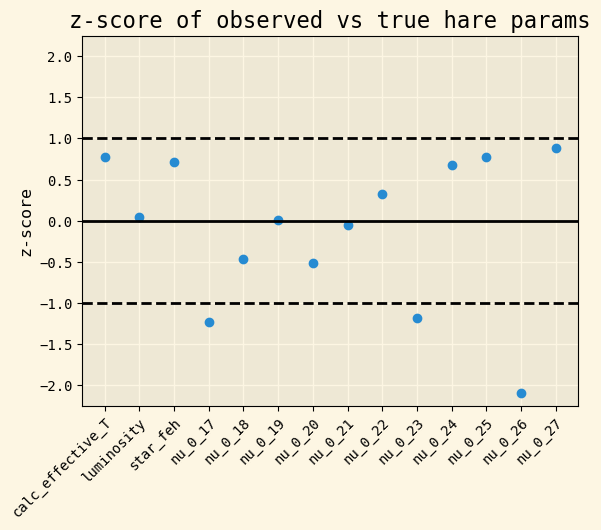 z-score of observed vs true hare params
z-score
2.0
1.5
1.0
0.5
0.0
−0.5
−1.0
−1.5
−2.0
calc_effective_T
luminosity
star_feh
nu_0_17
nu_0_18
nu_0_19
nu_0_20
nu_0_21
nu_0_22
nu_0_23
nu_0_24
nu_0_25
nu_0_26
nu_0_27